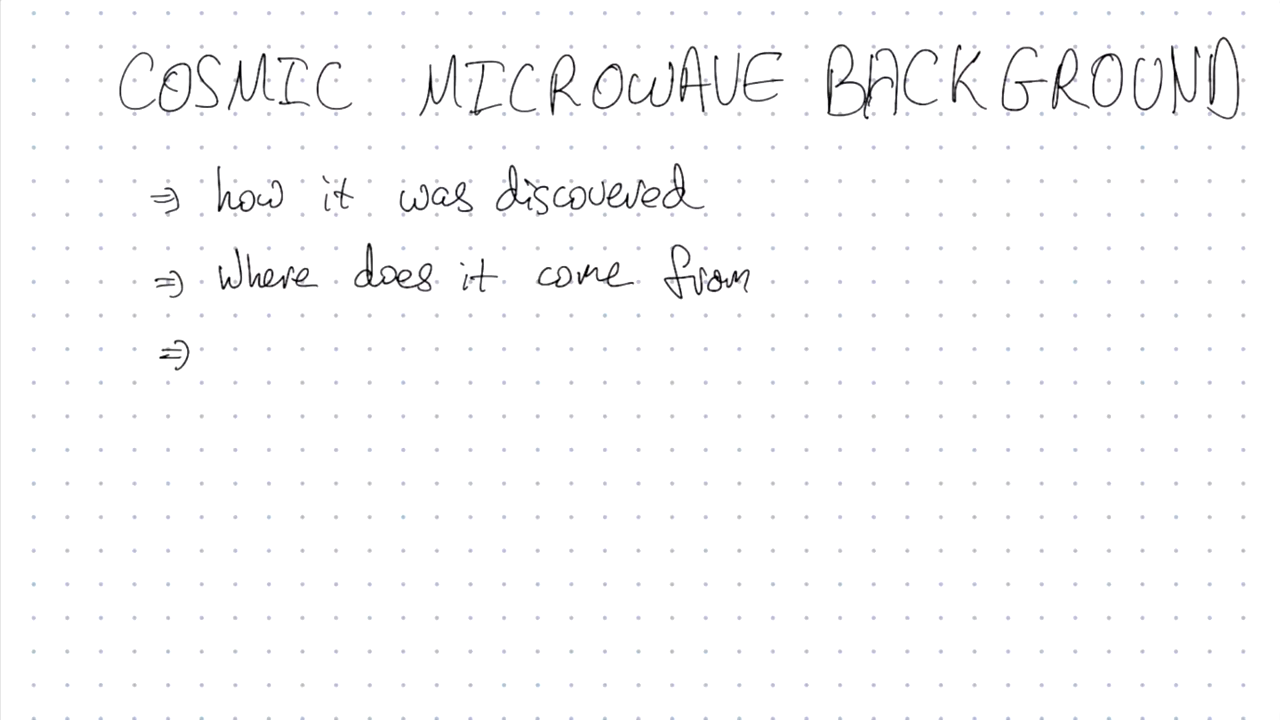 COSMIC MICROWAVE BACKGROUND
⇒ how it was discovered
⇒ where does it come from
⇒